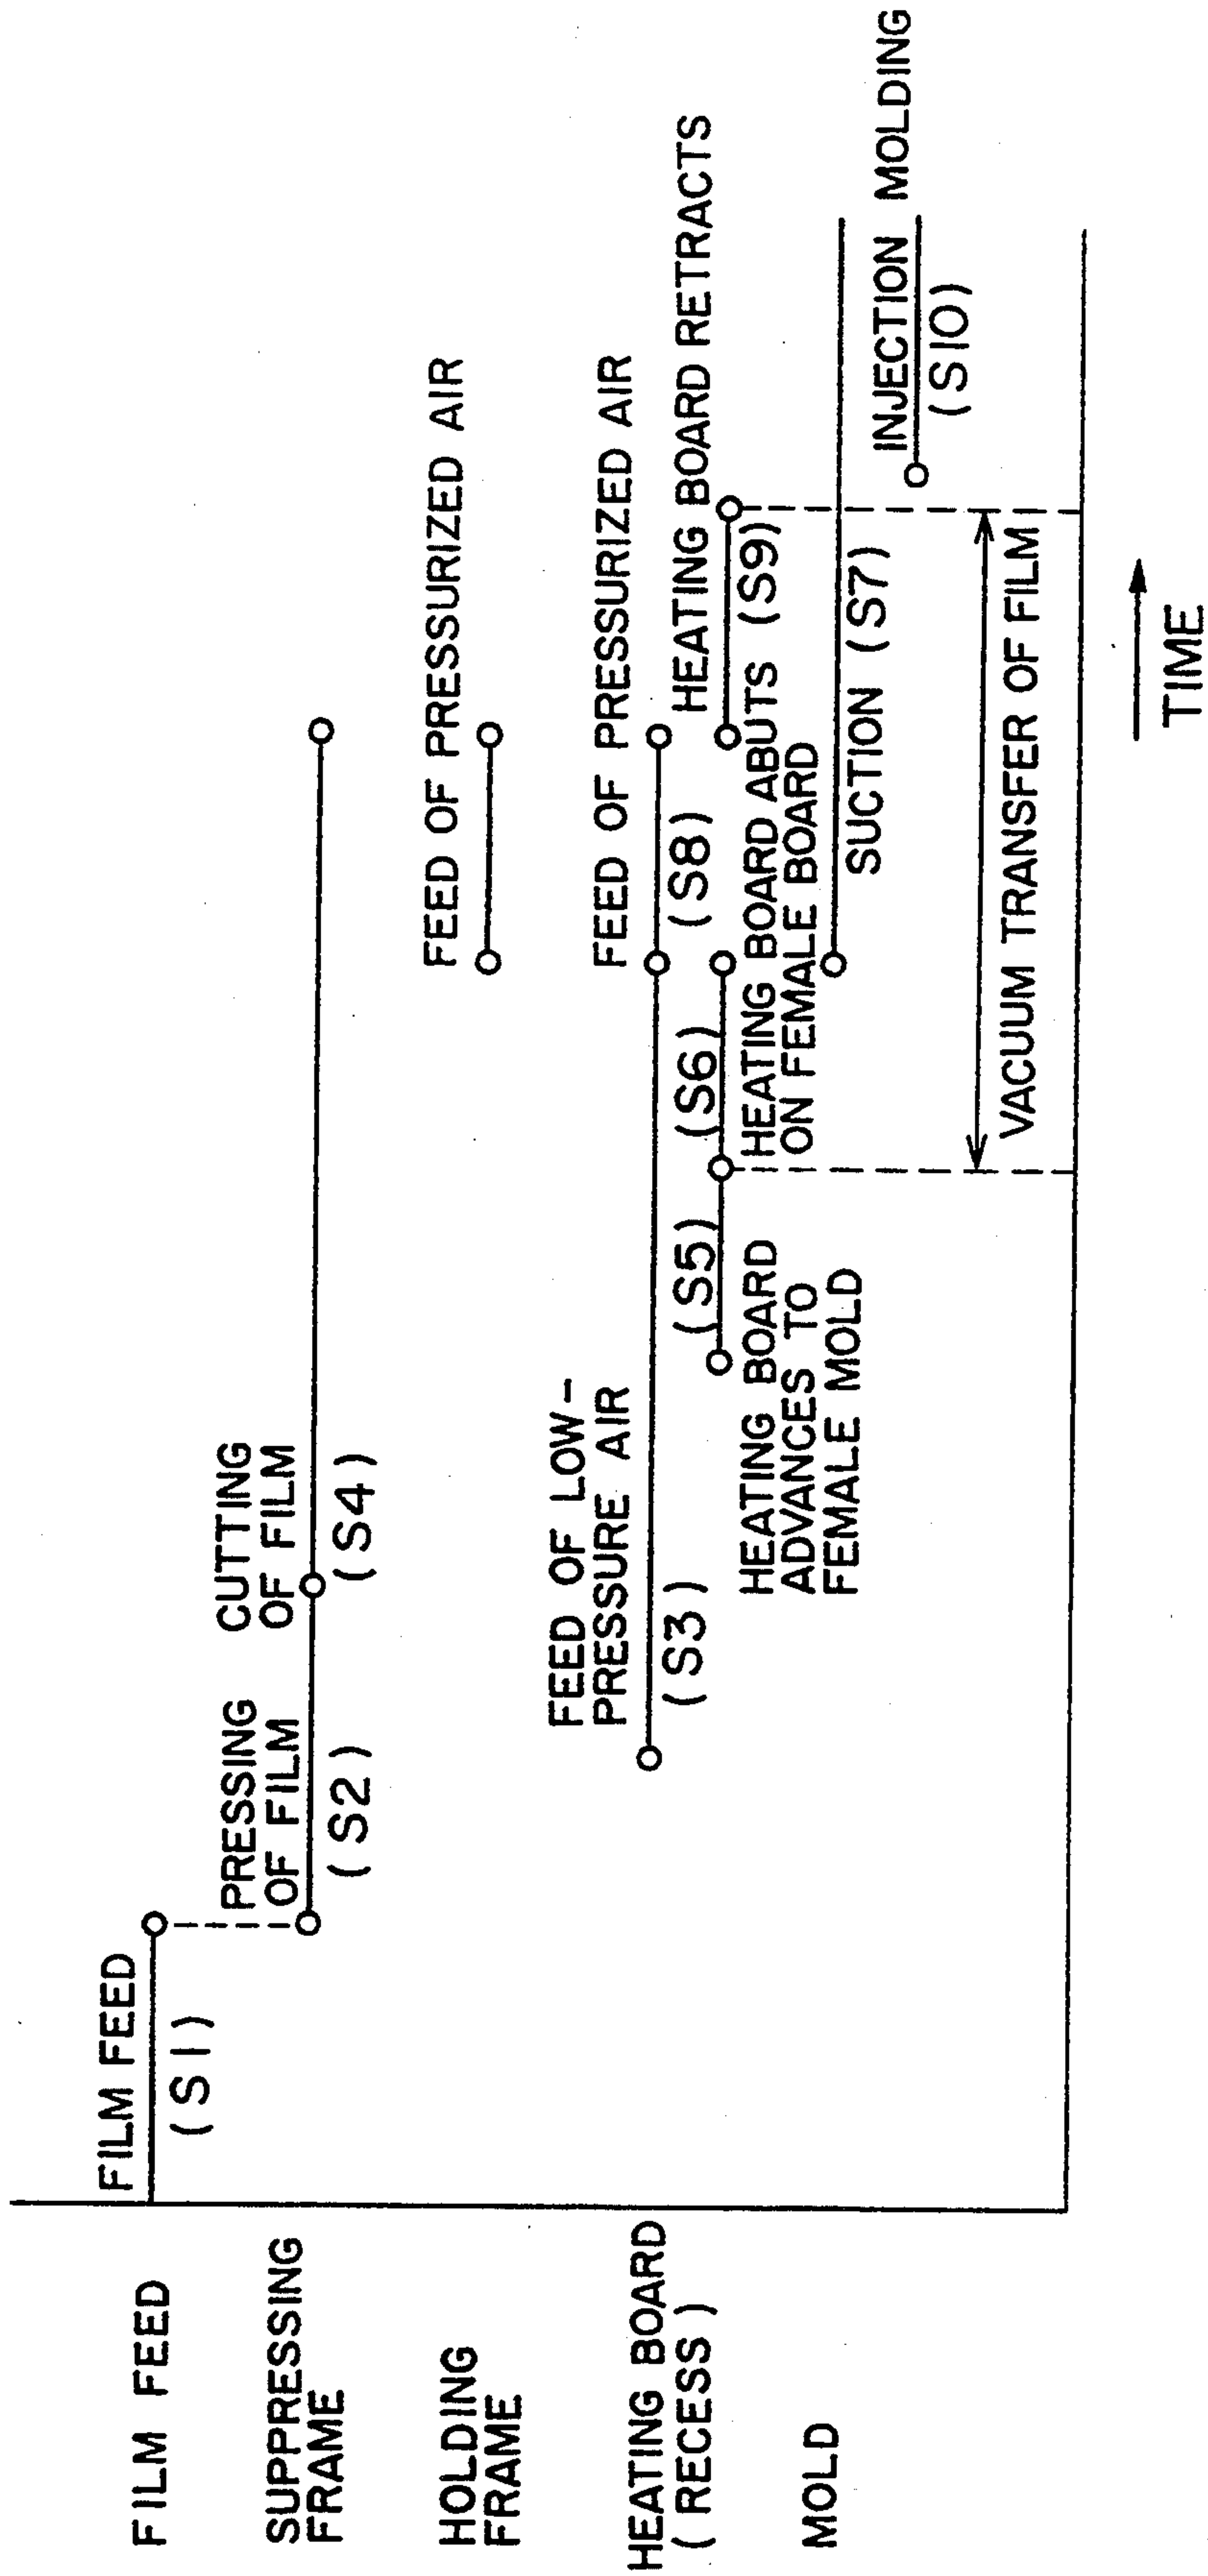 FILM FEED
FILM FEED
(S1)
SUPPRESSING
FRAME
PRESSING
OF FILM
(S2)
CUTTING
OF FILM
(S4)
HOLDING
FRAME
FEED OF PRESSURIZED AIR
HEATING BOARD
(RECESS)
FEED OF LOW-
PRESSURE AIR
(S3)
FEED OF PRESSURIZED AIR
(S8)
(S5)
HEATING BOARD
ADVANCES TO
FEMALE MOLD
(S6)
HEATING BOARD ABUTS
ON FEMALE BOARD
HEATING BOARD RETRACTS
(S9)
MOLD
SUCTION (S7)
INJECTION MOLDING
(S10)
VACUUM TRANSFER OF FILM
TIME